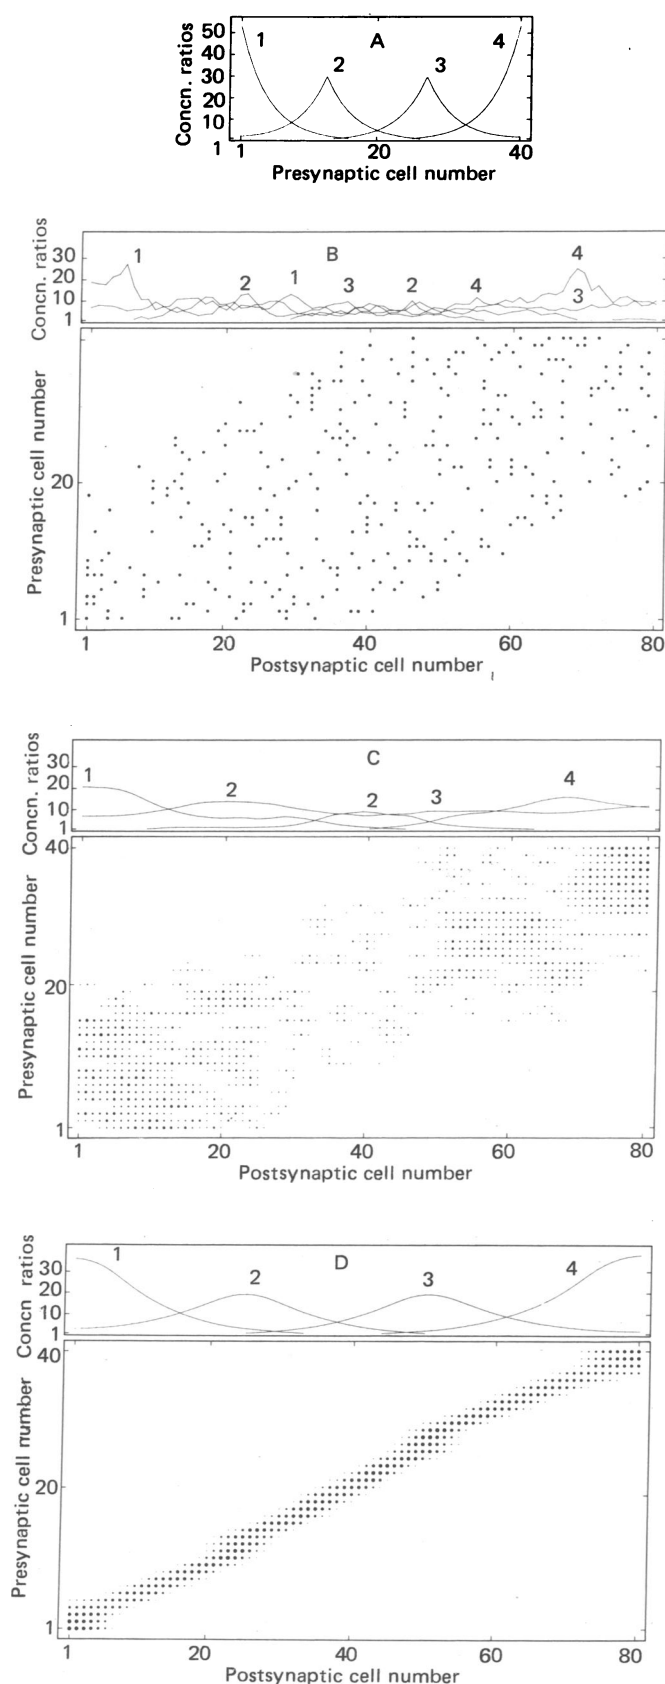 50
40
30
20
10
1
Concn. ratios
1 A 4
2 3
1 20 40
Presynaptic cell number
Concn. ratios
30
20
10
1
1 B 4
2 1 3 2 4 3
Presynaptic cell number
20
1
1 20 40 60 80
Postsynaptic cell number
Concn. ratios
30
20
10
1
C
1 2 2 3 4
Presynaptic cell number
40
20
1
1 20 40 60 80
Postsynaptic cell number
Concn ratios
30
20
10
1
1 D 4
2 3
Presynaptic cell number
40
20
1
1 20 40 60 80
Postsynaptic cell number